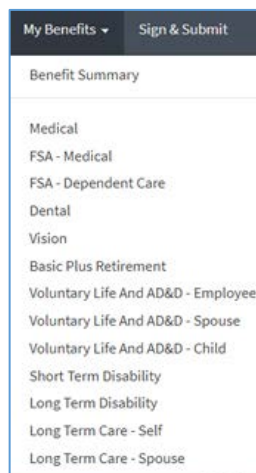 My Benefits Sign & Submit
Benefit Summary
Medical
FSA - Medical
FSA - Dependent Care
Dental
Vision
Basic Plus Retirement
Voluntary Life And AD&D - Employee
Voluntary Life And AD&D - Spouse
Voluntary Life And AD&D - Child
Short Term Disability
Long Term Disability
Long Term Care - Self
Long Term Care - Spouse